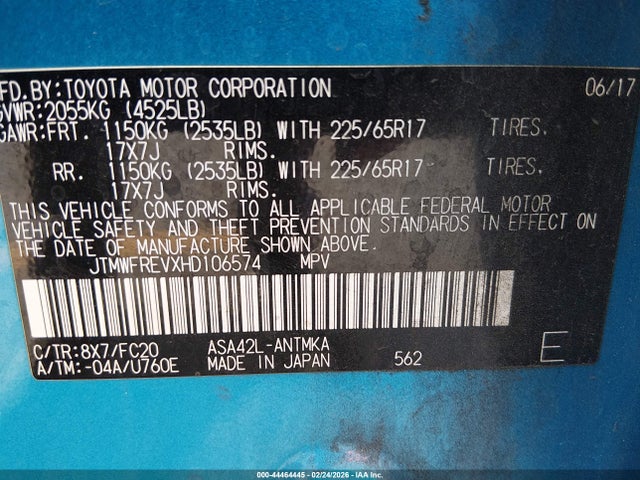 MFD.BY:TOYOTA MOTOR CORPORATION 06/17
GVWR:2055KG (4525LB)
GAWR:FRT. 1150KG (2535LB) WITH 225/65R17 TIRES.
17X7J RIMS.
RR. 1150KG (2535LB) WITH 225/65R17 TIRES.
17X7J RIMS.
THIS VEHICLE CONFORMS TO ALL APPLICABLE FEDERAL MOTOR
VEHICLE SAFETY AND THEFT PREVENTION STANDARDS IN EFFECT ON
THE DATE OF MANUFACTURE SHOWN ABOVE.
JTMWFREVXHD106574 MPV
C/TR:8X7/FC20 ASA42L-ANTMKA
A/TM:-04A/U760E MADE IN JAPAN 562 E
000-44464445 - 02/24/2026 - IAAI.COM